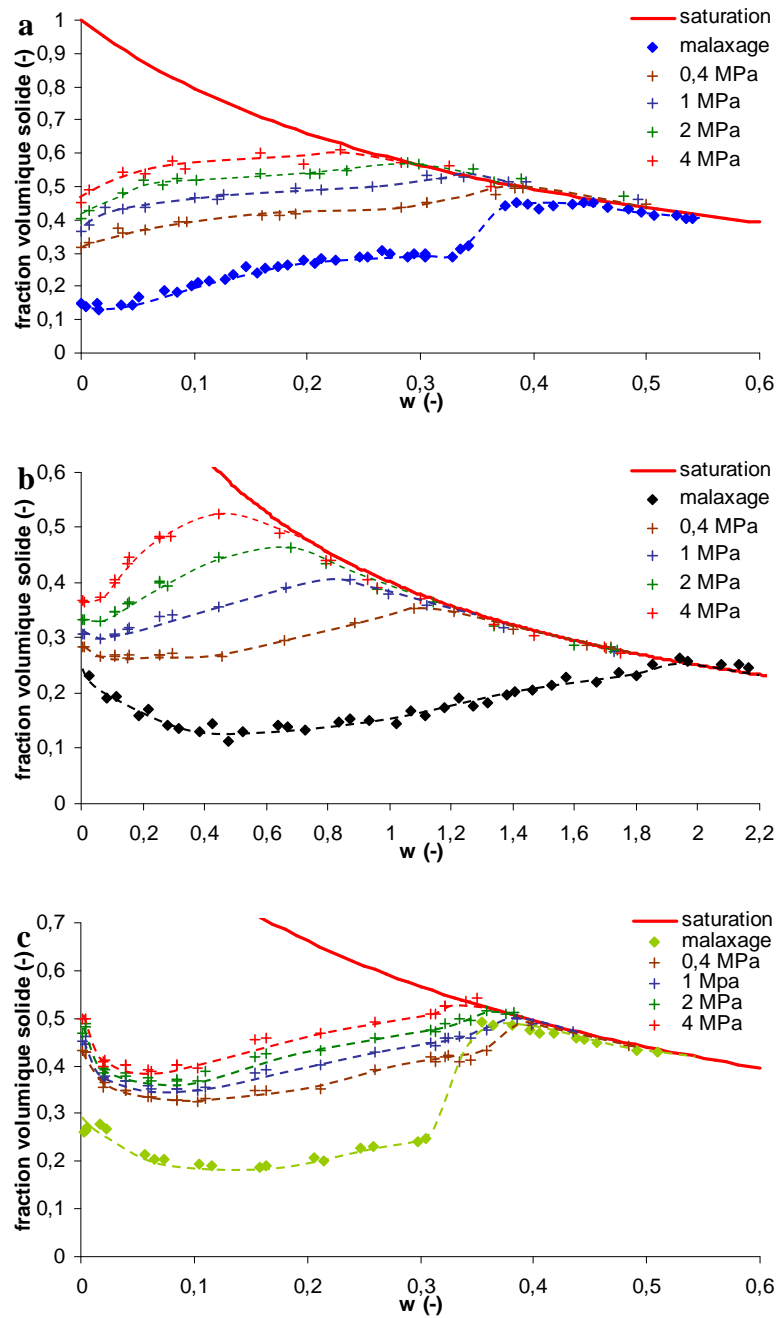 a
saturation
malaxage
0,4 MPa
1 MPa
2 MPa
4 MPa
fraction volumique solide (-)
1
0,9
0,8
0,7
0,6
0,5
0,4
0,3
0,2
0,1
0
0 0,1 0,2 0,3 0,4 0,5 0,6
w (-)
b
saturation
malaxage
0,4 MPa
1 MPa
2 MPa
4 MPa
fraction volumique solide (-)
0,6
0,5
0,4
0,3
0,2
0,1
0
0 0,2 0,4 0,6 0,8 1 1,2 1,4 1,6 1,8 2 2,2
w (-)
c
saturation
malaxage
0,4 MPa
1 Mpa
2 MPa
4 MPa
fraction volumique solide (-)
0,7
0,6
0,5
0,4
0,3
0,2
0,1
0
0 0,1 0,2 0,3 0,4 0,5 0,6
w (-)